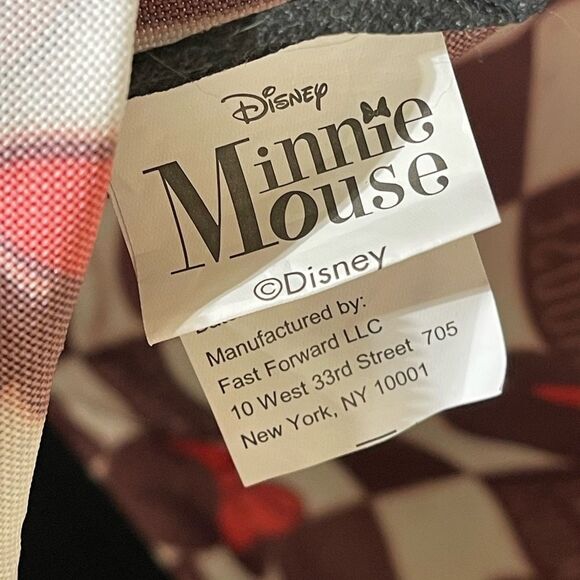 Disney
Minnie
Mouse
©Disney
Manufactured by:
Fast Forward LLC
10 West 33rd Street 705
New York, NY 10001